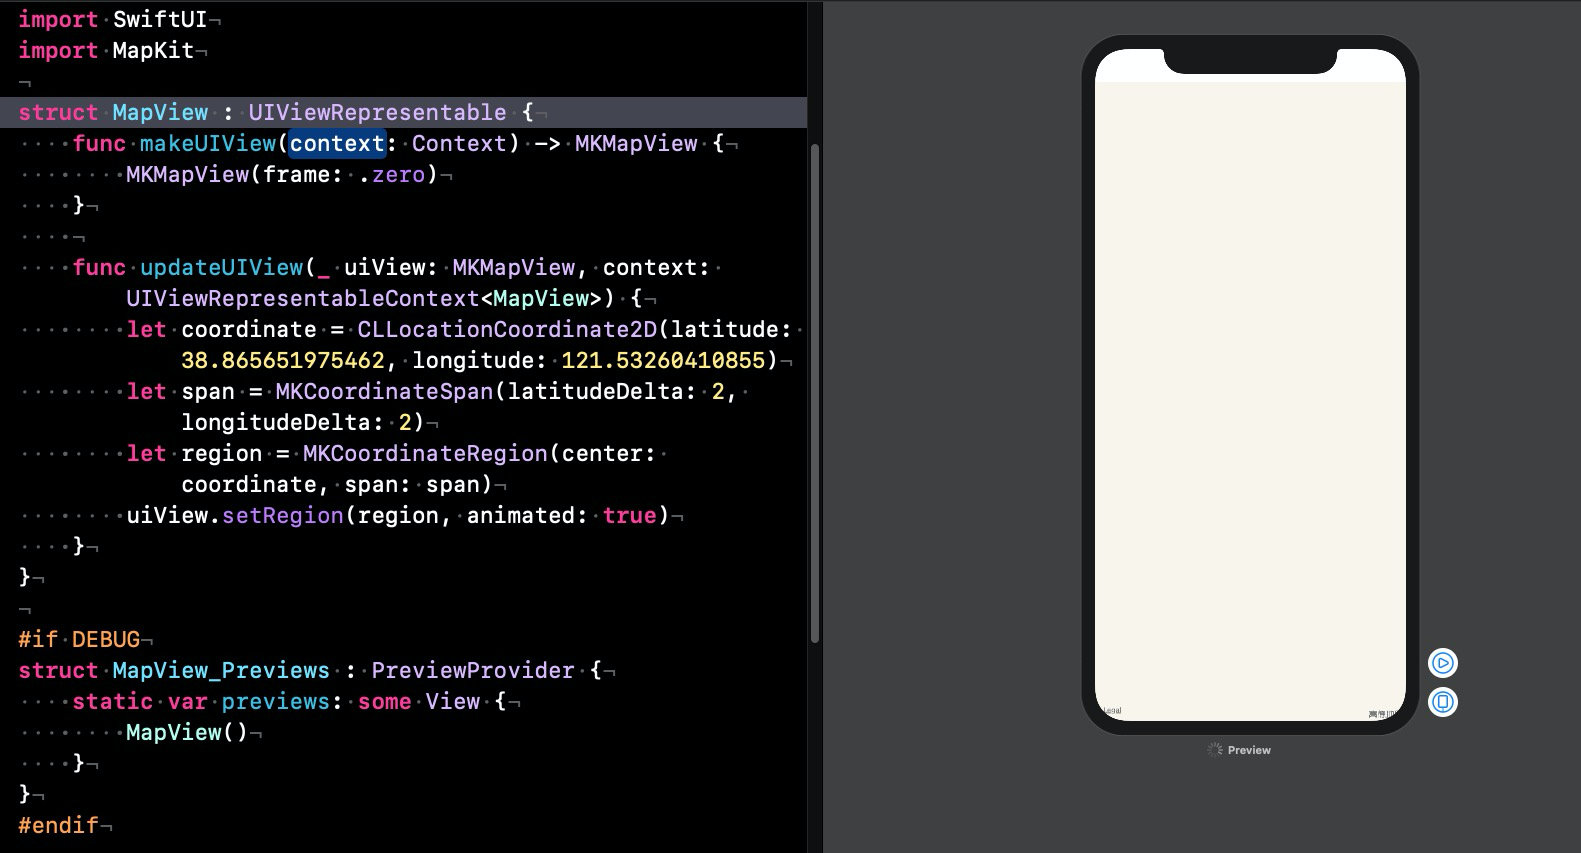 import SwiftUI
import MapKit
struct MapView : UIViewRepresentable {
func makeUIView(context: Context) -> MKMapView {
MKMapView(frame: .zero)
}
func updateUIView(_ uiView: MKMapView, context:
UIViewRepresentableContext<MapView>) {
let coordinate = CLLocationCoordinate2D(latitude:
38.865651975462, longitude: 121.53260410855)
let span = MKCoordinateSpan(latitudeDelta: 2,
longitudeDelta: 2)
let region = MKCoordinateRegion(center:
coordinate, span: span)
uiView.setRegion(region, animated: true)
}
}
#if DEBUG
struct MapView_Previews : PreviewProvider {
static var previews: some View {
MapView()
}
}
#endif
Preview